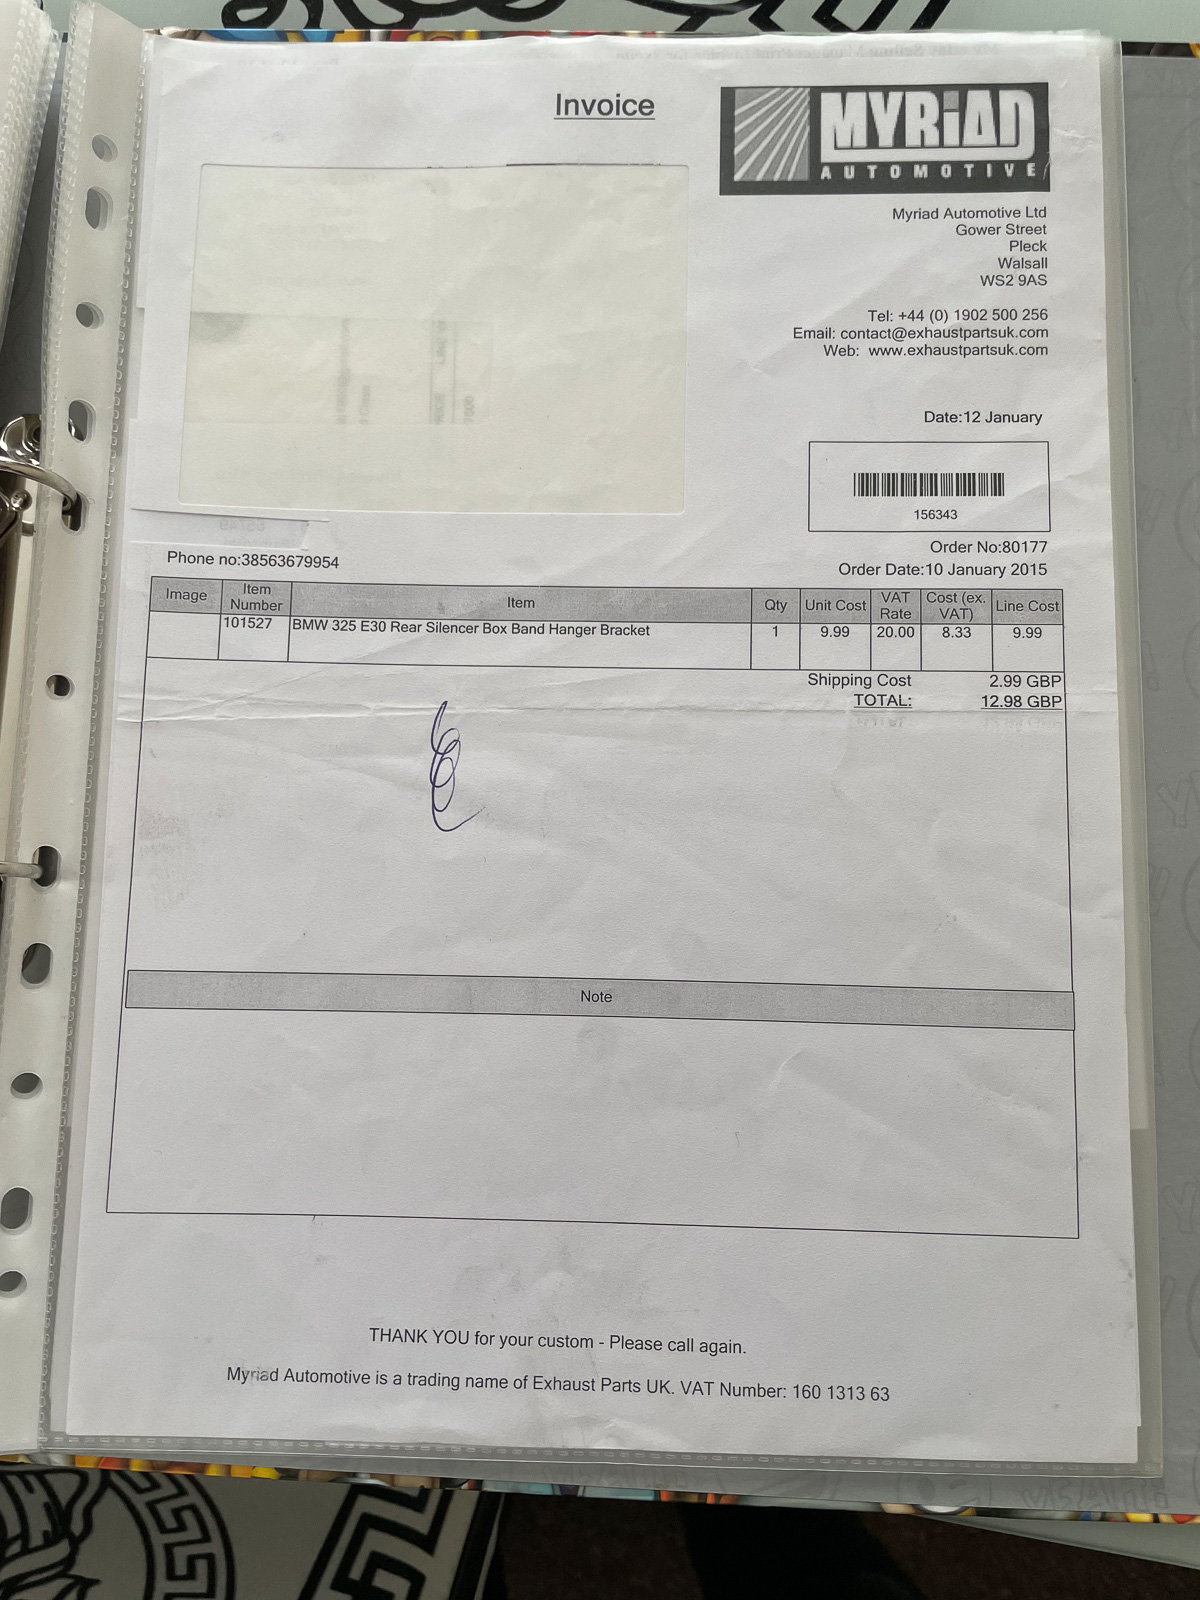 Invoice
MYRiAD
AUTOMOTIVE
Myriad Automotive Ltd
Gower Street
Pleck
Walsall
WS2 9AS
Tel: +44 (0) 1902 500 256
Email: contact@exhaustpartsuk.com
Web: www.exhaustpartsuk.com
Date:12 January
156343
Order No:80177
Phone no:38563679954
Order Date:10 January 2015
Image Item Number Item Qty Unit Cost VAT Rate Cost (ex. VAT) Line Cost
101527 BMW 325 E30 Rear Silencer Box Band Hanger Bracket 1 9.99 20.00 8.33 9.99
Shipping Cost 2.99 GBP
TOTAL: 12.98 GBP
Note
THANK YOU for your custom - Please call again.
Myriad Automotive is a trading name of Exhaust Parts UK. VAT Number: 160 1313 63